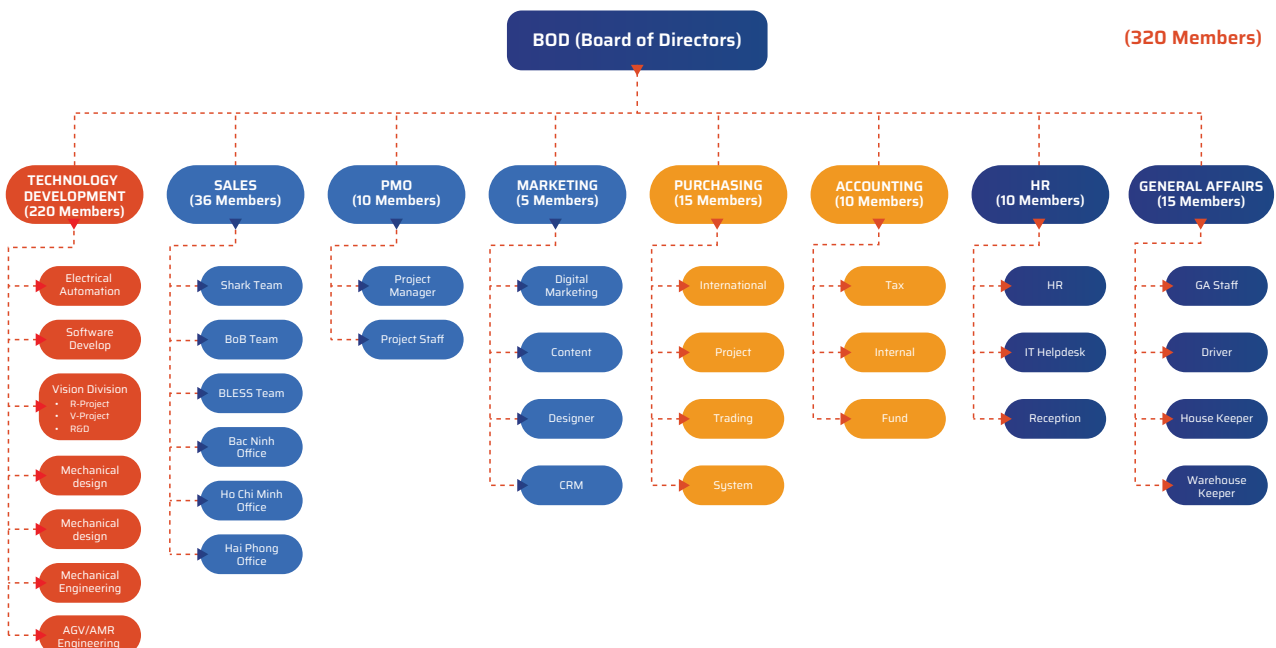 BOD (Board of Directors)
(320 Members)
TECHNOLOGY
DEVELOPMENT
(220 Members)
Electrical
Automation
Software
Develop
Vision Division
• R-Project
• V-Project
• R&D
Mechanical
design
Mechanical
design
Mechanical
Engineering
AGV/AMR
Engineering
SALES
(36 Members)
Shark Team
BoB Team
BLESS Team
Bac Ninh
Office
Ho Chi Minh
Office
Hai Phong
Office
PMO
(10 Members)
Project
Manager
Project Staff
MARKETING
(5 Members)
Digital
Marketing
Content
Designer
CRM
PURCHASING
(15 Members)
International
Project
Trading
System
ACCOUNTING
(10 Members)
Tax
Internal
Fund
HR
(10 Members)
HR
IT Helpdesk
Reception
GENERAL AFFAIRS
(15 Members)
GA Staff
Driver
House Keeper
Warehouse
Keeper